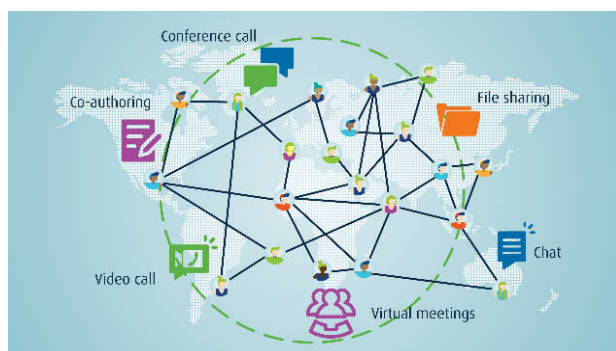 Conference call
Co-authoring
File sharing
Video call
Chat
Virtual meetings